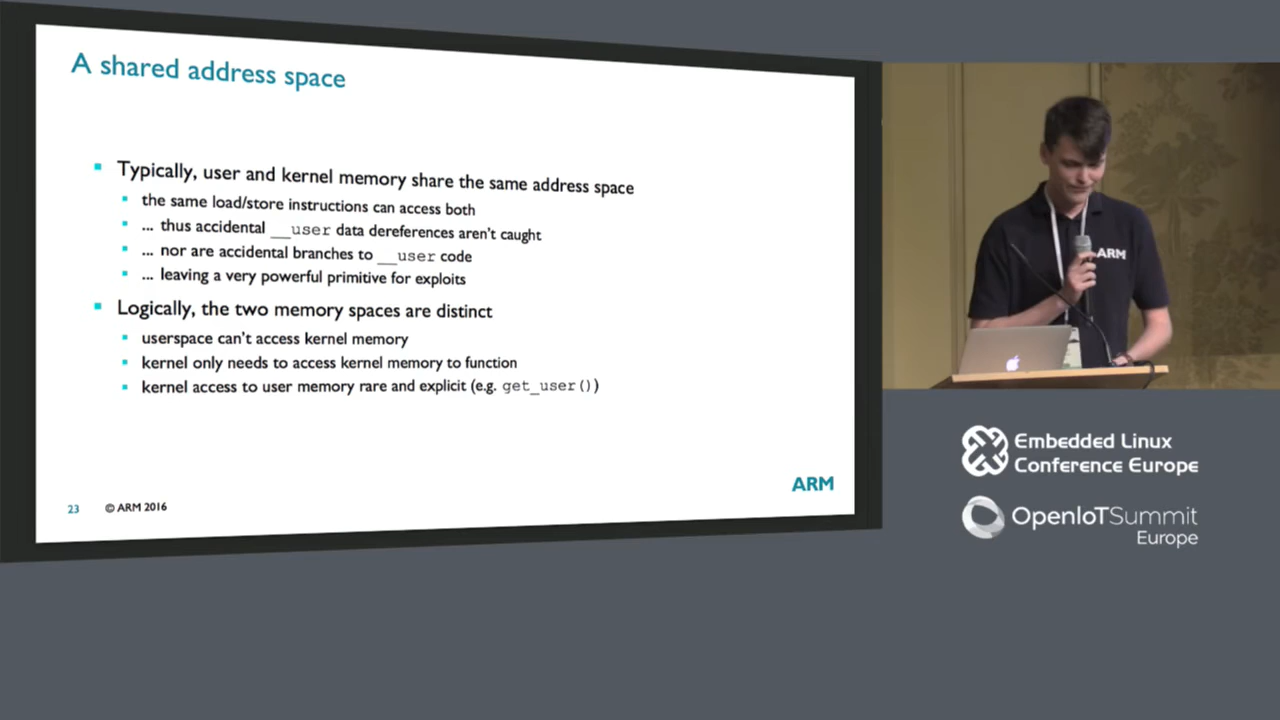 A shared address space
Typically, user and kernel memory share the same address space
the same load/store instructions can access both
... thus accidental __user data dereferences aren't caught
... nor are accidental branches to __user code
... leaving a very powerful primitive for exploits
Logically, the two memory spaces are distinct
userspace can't access kernel memory
kernel only needs to access kernel memory to function
kernel access to user memory rare and explicit (e.g. get_user())
ARM
23 © ARM 2016
ARM
Embedded Linux
Conference Europe
OpenIoTSummit
Europe